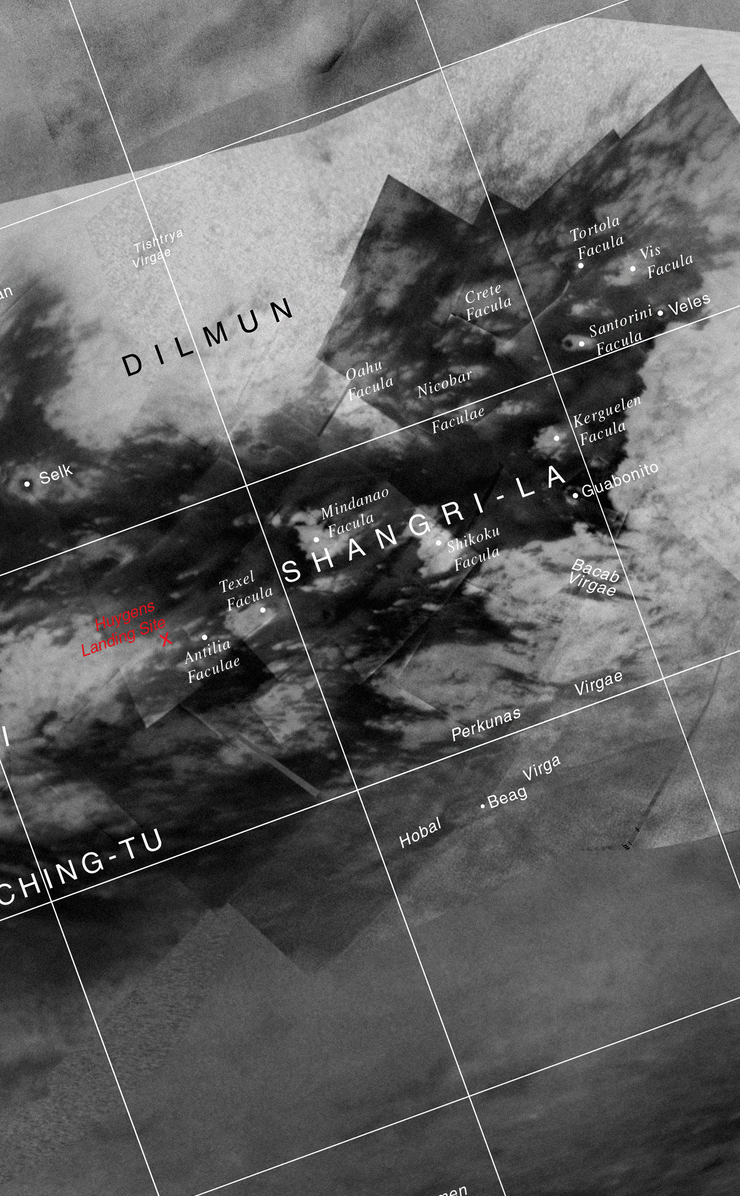 Tishtrya
Virgae
DILMUN
Tortola
Facula
Vis
Facula
Crete
Facula
Santorini
Facula
Veles
Oahu
Facula
Nicobar
Faculae
Kerguelen
Facula
Selk
Guabonito
Mindanao
Facula
SHANGRI-LA
Shikoku
Facula
Bacab
Virgae
Texel
Facula
Huygens
Landing Site
X
Antilia
Faculae
Perkunas Virgae
Hobal Virga
Beag
CHING-TU